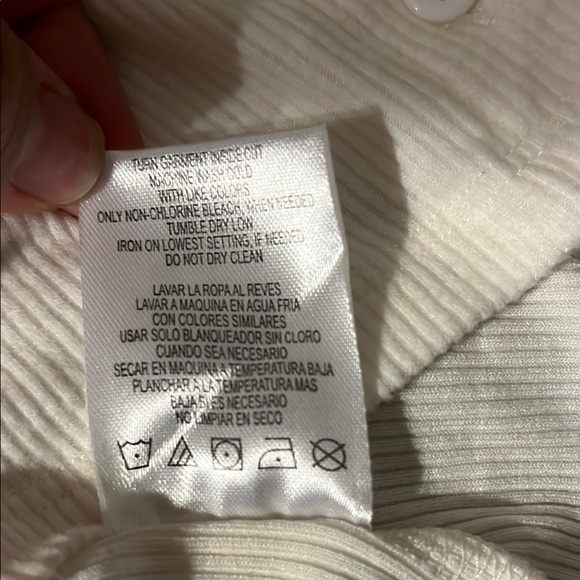 TURN GARMENT INSIDE OUT
MACHINE WASH COLD
WITH LIKE COLORS
ONLY NON-CHLORINE BLEACH, WHEN NEEDED
TUMBLE DRY LOW
IRON ON LOWEST SETTING, IF NEEDED
DO NOT DRY CLEAN
LAVAR LA ROPA AL REVES
LAVAR A MAQUINA EN AGUA FRIA
CON COLORES SIMILARES
USAR SOLO BLANQUEADOR SIN CLORO
CUANDO SEA NECESARIO
SECAR EN MAQUINA A TEMPERATURA BAJA
PLANCHAR A LA TEMPERATURA MAS
BAJA SI ES NECESARIO
NO LIMPIAR EN SECO